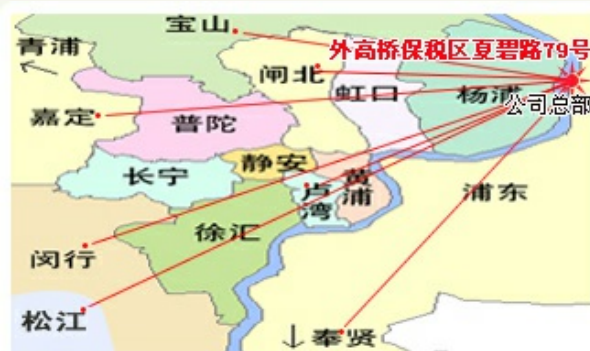 宝山
青浦
外高桥保税区夏碧路79号
闸北
虹口
杨浦
公司总部
嘉定
普陀
静安
长宁
黄浦
卢湾
浦东
徐汇
闵行
松江
奉贤